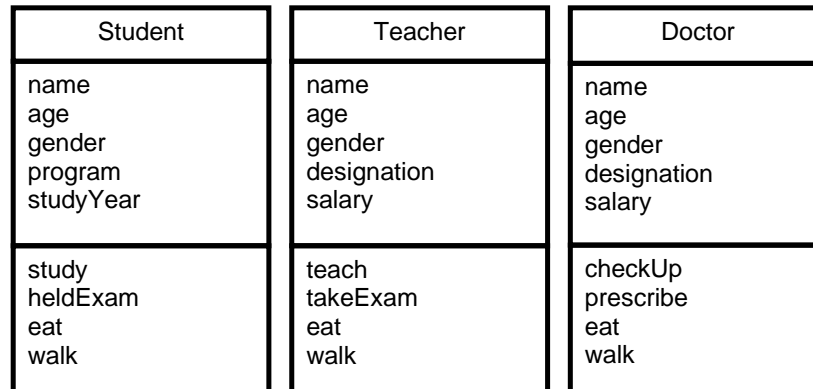 Student
name
age
gender
program
studyYear
study
heldExam
eat
walk
Teacher
name
age
gender
designation
salary
teach
takeExam
eat
walk
Doctor
name
age
gender
designation
salary
checkUp
prescribe
eat
walk